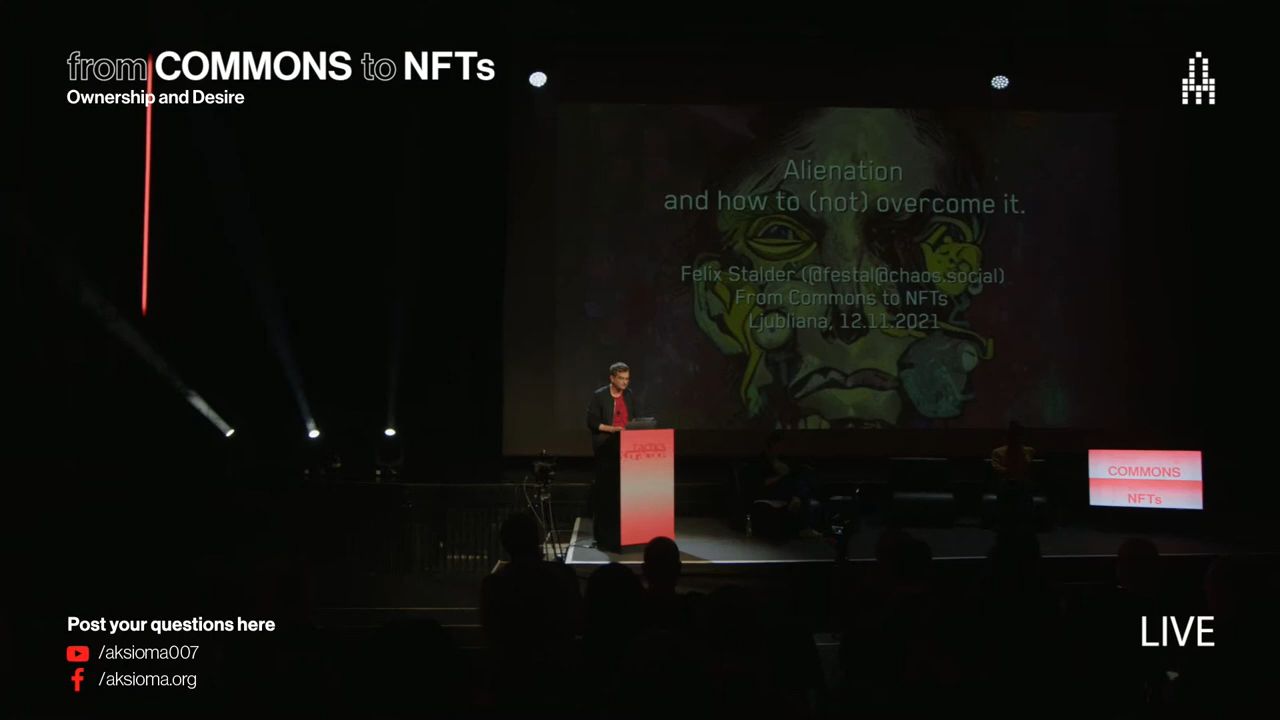 from COMMONS to NFTs
Ownership and Desire
Alienation
and how to (not) overcome it.
Felix Stalder (@festal@chaos.social)
From Commons to NFTs
Ljubliana, 12.11.2021
COMMONS
NFTs
Post your questions here
/aksioma007
/aksioma.org
LIVE